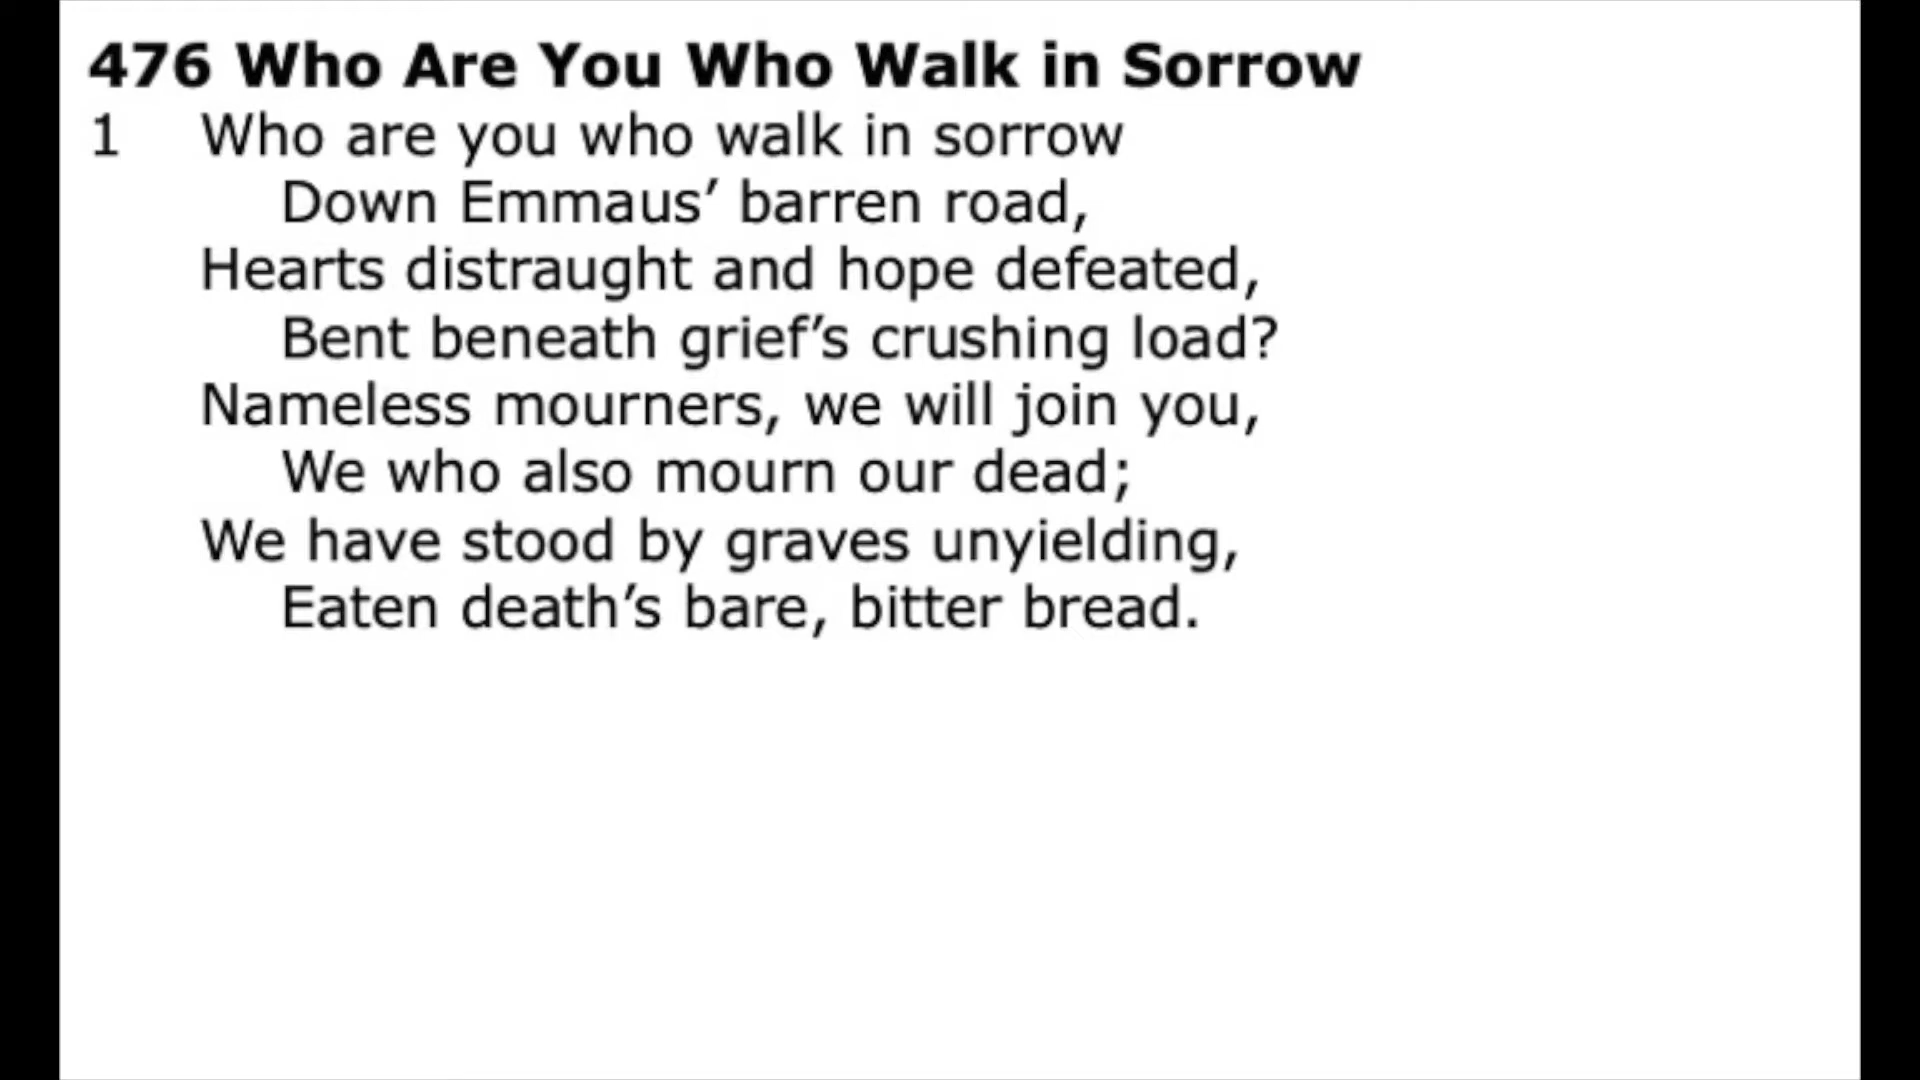 476 Who Are You Who Walk in Sorrow
1 Who are you who walk in sorrow
Down Emmaus’ barren road,
Hearts distraught and hope defeated,
Bent beneath grief’s crushing load?
Nameless mourners, we will join you,
We who also mourn our dead;
We have stood by graves unyielding,
Eaten death’s bare, bitter bread.